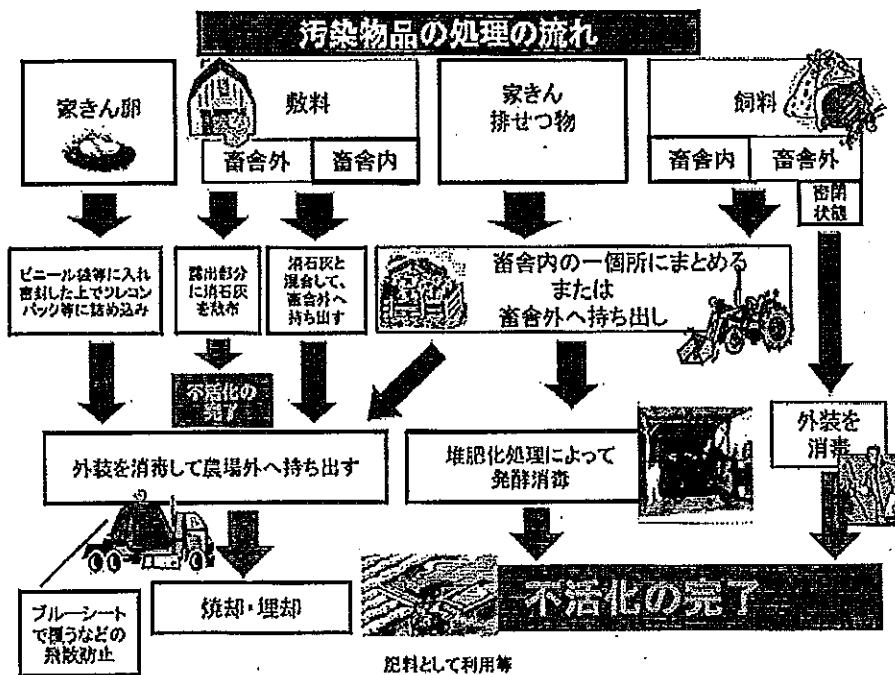 汚染物品の処理の流れ
家きん卵
敷料
畜舎外
畜舎内
家きん
排せつ物
飼料
畜舎内
畜舎外
密閉
状態
ビニール袋等に入れ
密封した上でフレコン
バック等に詰め込み
露出部分
に消石灰
を散布
消石灰と
混合して、
畜舎外へ
持ち出す
畜舎内の一個所にまとめる
または
畜舎外へ持ち出し
不活化の
完了
外装を消毒して農場外へ持ち出す
堆肥化処理によって
発酵消毒
外装を
消毒
ブルーシート
で覆うなどの
飛散防止
焼却・埋却
不活化の完了
肥料として利用等